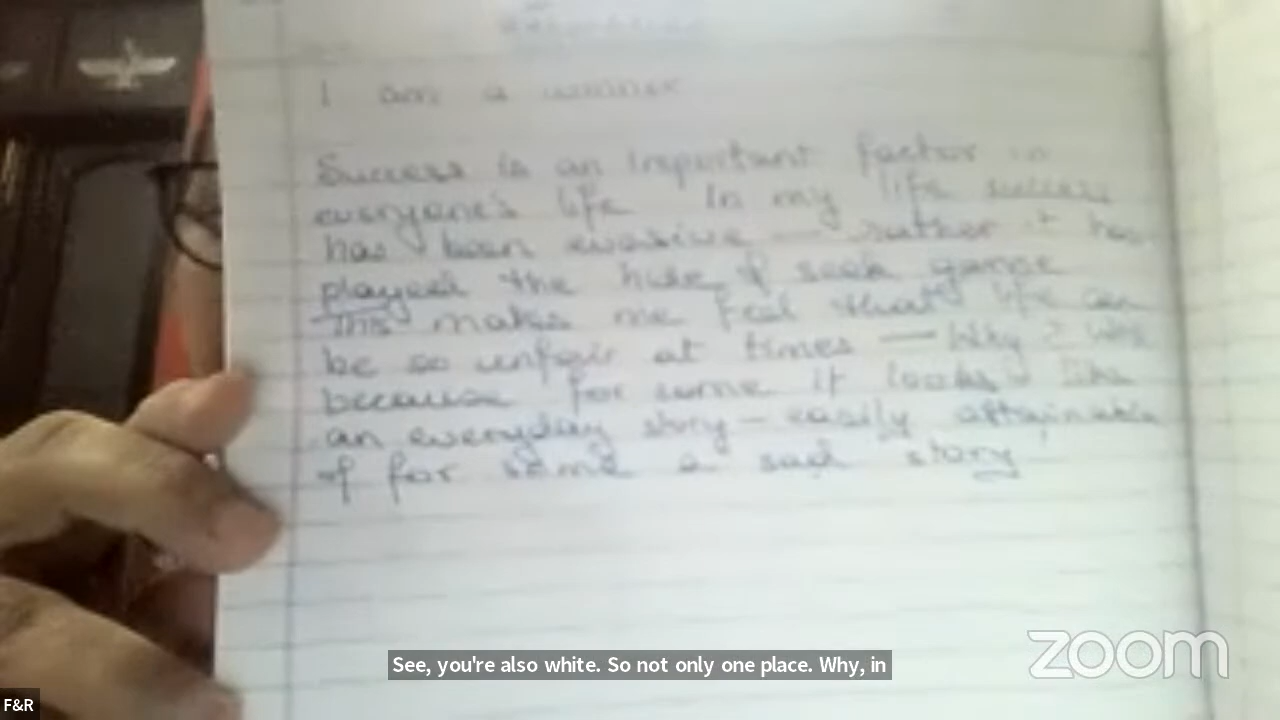 I am a winner
Success is an important factor in
everyone's life In my life success
has been evasive — rather it has
played the hide & seek game
This makes me feel that life can
be so unfair at times — Why I
because for some it looks like
an everyday story — easily attainable
& for some a sad story
See, you're also white. So not only one place. Why, in
zoom
F&R